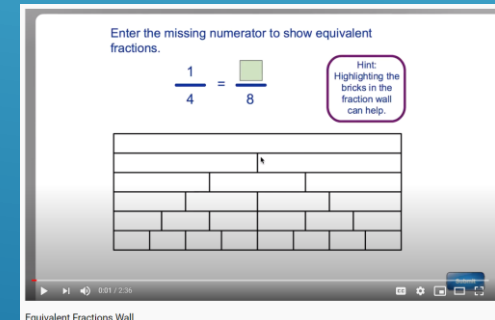 Enter the missing numerator to show equivalent
fractions.
1
4
=
8
Hint:
Highlighting the
bricks in the
fraction wall
can help.
0:01 / 2:36
Equivalent Fractions Wall